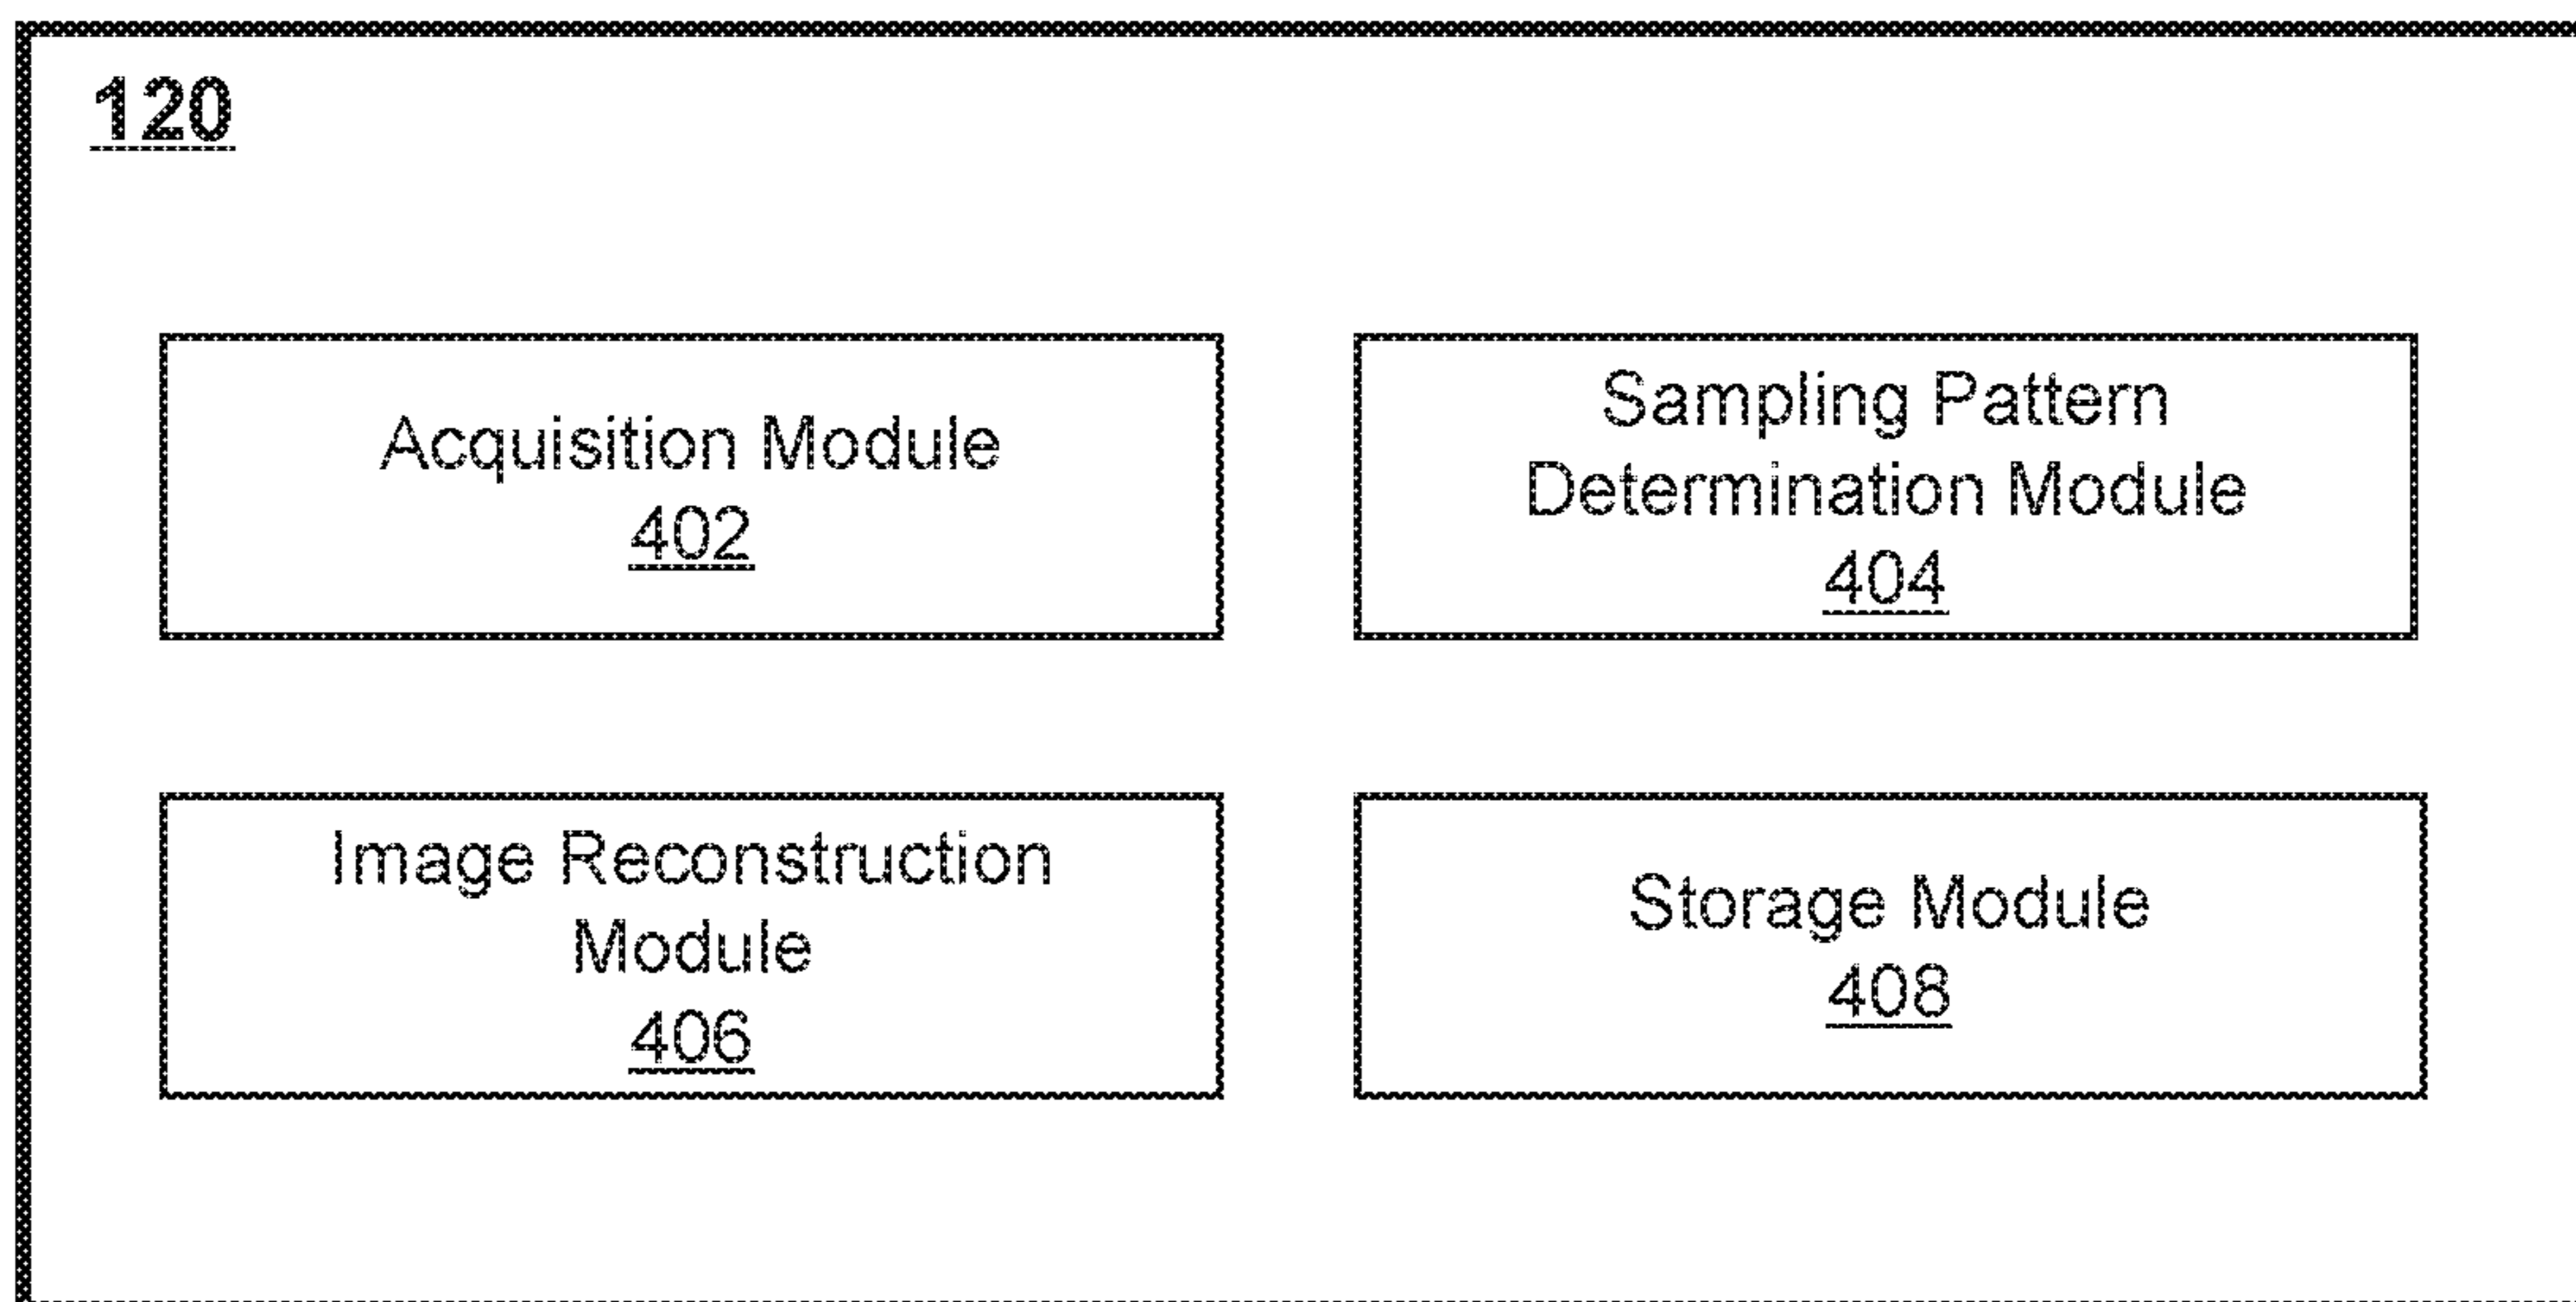 120
Acquisition Module
402
Sampling Pattern
Determination Module
404
Image Reconstruction
Module
406
Storage Module
408